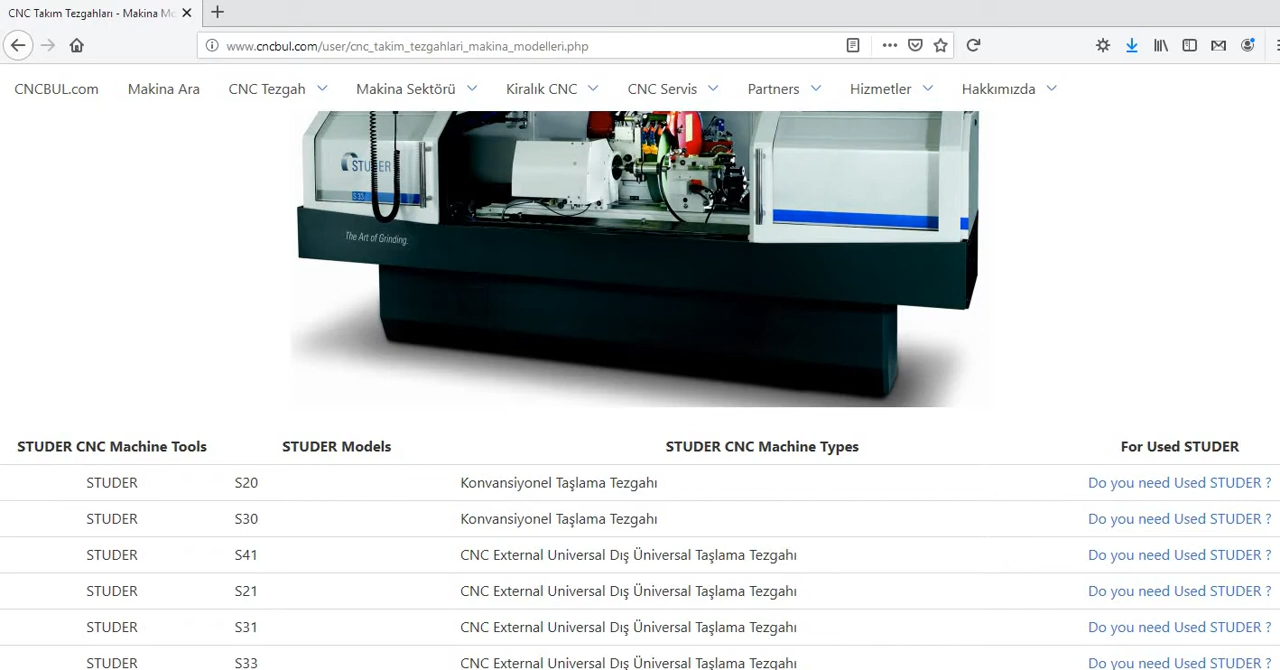 CNC Takım Tezgahları - Makina Mo
www.cncbul.com/user/cnc_takim_tezgahlari_makina_modelleri.php
CNCBUL.com Makina Ara CNC Tezgah Makina Sektörü Kiralık CNC CNC Servis Partners Hizmetler Hakkımızda
STUDER
S33
The Art of Grinding.
STUDER CNC Machine Tools STUDER Models STUDER CNC Machine Types For Used STUDER
STUDER S20 Konvansiyonel Taşlama Tezgahı Do you need Used STUDER ?
STUDER S30 Konvansiyonel Taşlama Tezgahı Do you need Used STUDER ?
STUDER S41 CNC External Universal Dış Üniversal Taşlama Tezgahı Do you need Used STUDER ?
STUDER S21 CNC External Universal Dış Üniversal Taşlama Tezgahı Do you need Used STUDER ?
STUDER S31 CNC External Universal Dış Üniversal Taşlama Tezgahı Do you need Used STUDER ?
STUDER S33 CNC External Universal Dış Üniversal Taşlama Tezgahı Do you need Used STUDER ?